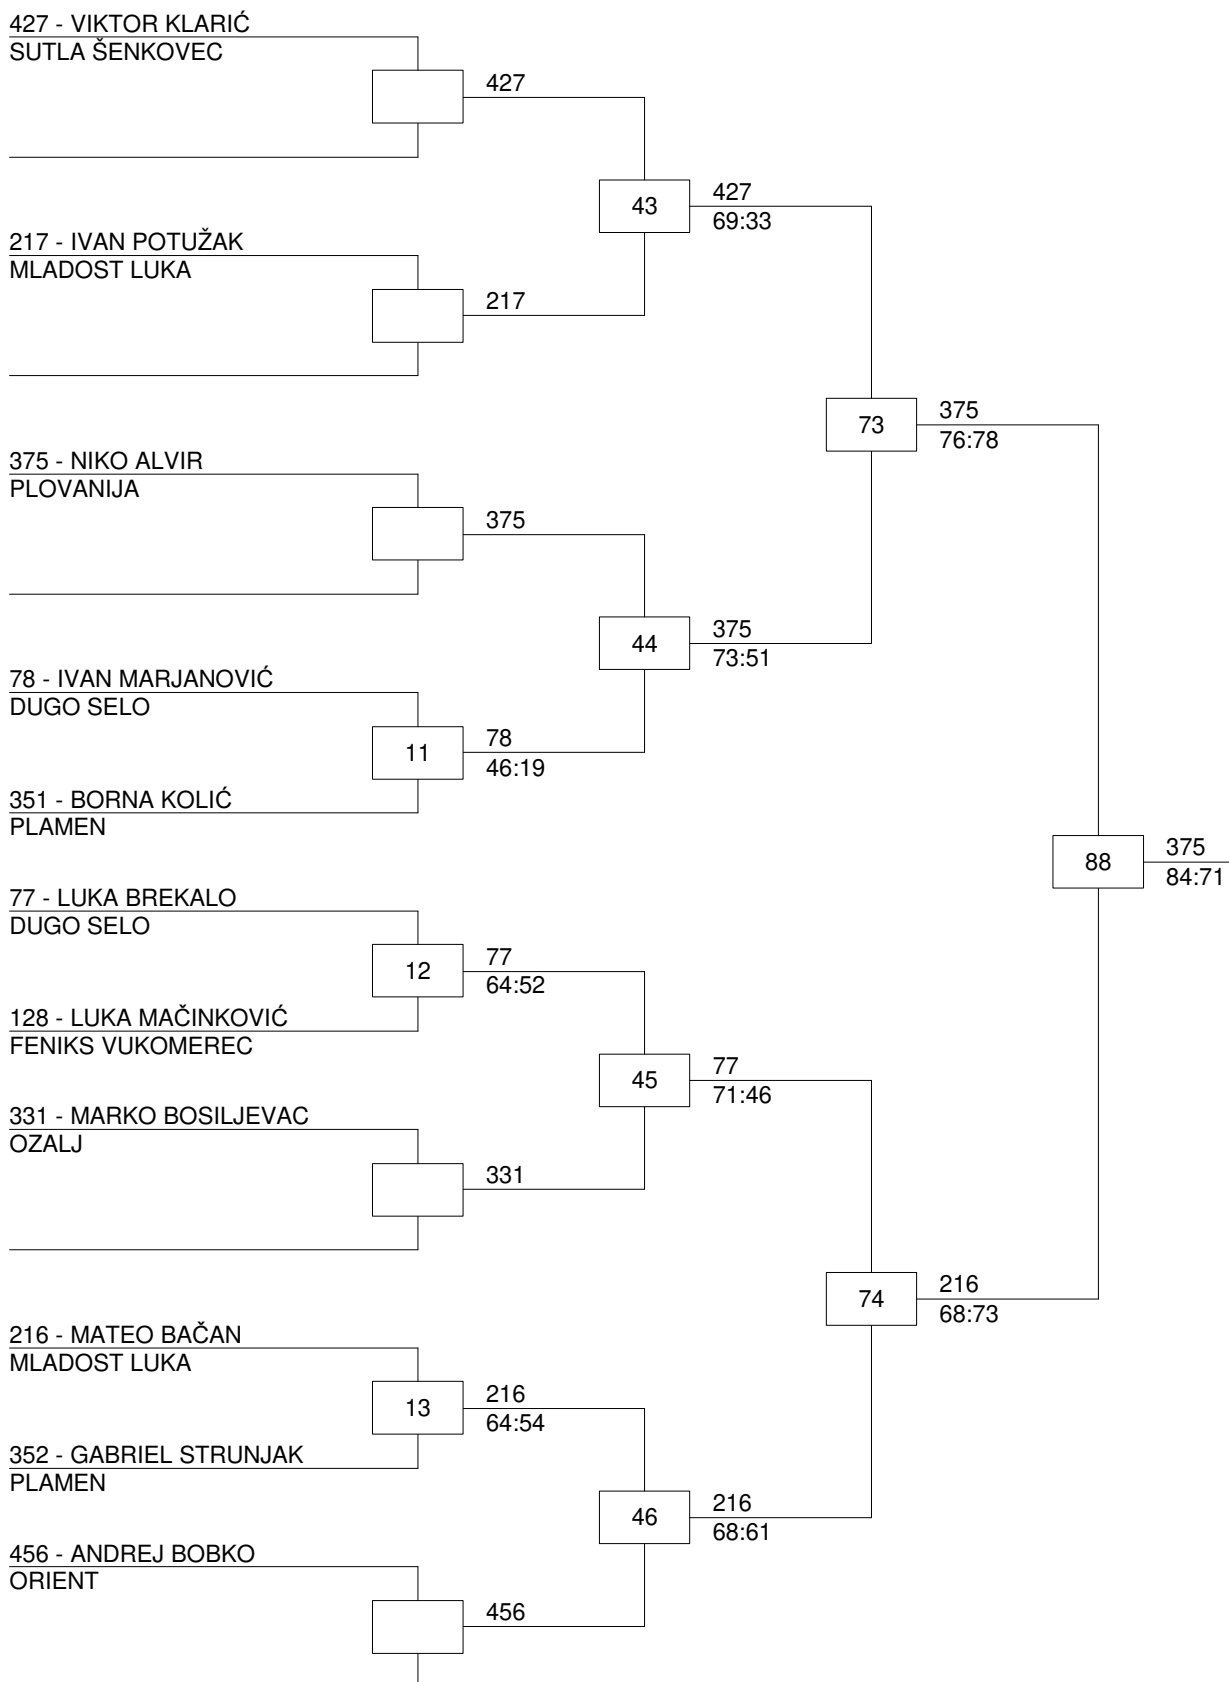 427 - VIKTOR KLARIĆ
SUTLA ŠENKOVEC
427
43
427
69:33
217 - IVAN POTUŽAK
MLADOST LUKA
217
73
375
76:78
375 - NIKO ALVIR
PLOVANIJA
375
44
375
73:51
78 - IVAN MARJANOVIĆ
DUGO SELO
11
78
46:19
351 - BORNA KOLIĆ
PLAMEN
88
375
84:71
77 - LUKA BREKALO
DUGO SELO
12
77
64:52
128 - LUKA MAČINKOVIĆ
FENIKS VUKOMEREC
45
77
71:46
331 - MARKO BOSILJEVAC
OZALJ
331
74
216
68:73
216 - MATEO BAČAN
MLADOST LUKA
13
216
64:54
352 - GABRIEL STRUNJAK
PLAMEN
46
216
68:61
456 - ANDREJ BOBKO
ORIENT
456